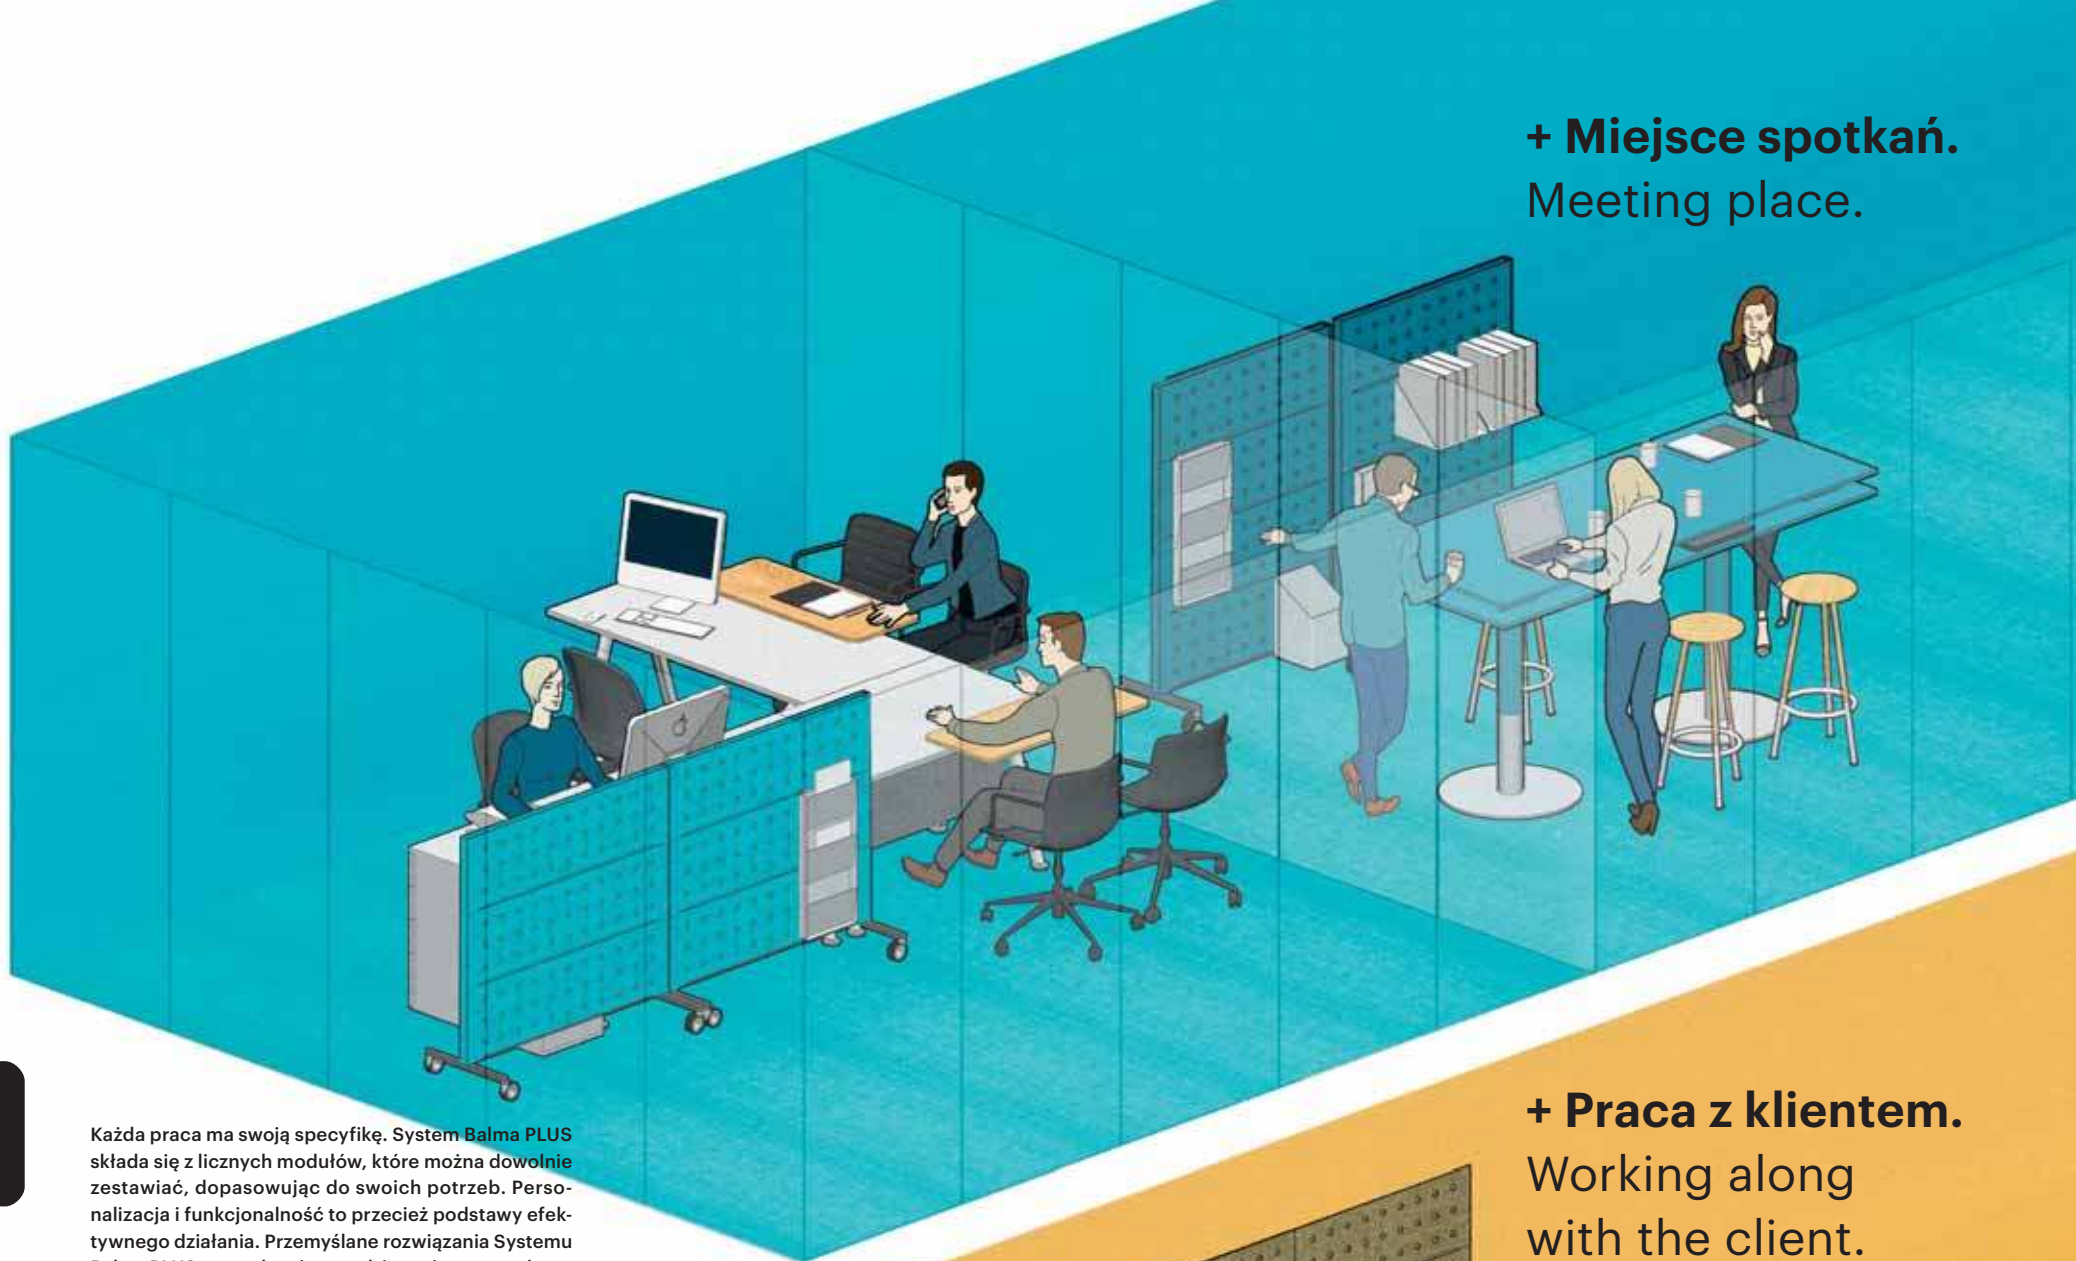 + Miejsce spotkań.
Meeting place.
+ Praca z klientem.
Working along
with the client.
Każda praca ma swoją specyfikę. System Balma PLUS
składa się z licznych modułów, które można dowolnie
zestawiać, dopasowując do swoich potrzeb. Perso-
nalizacja i funkcjonalność to przecież podstawy efek-
tywnego działania. Przemyślane rozwiązania Systemu